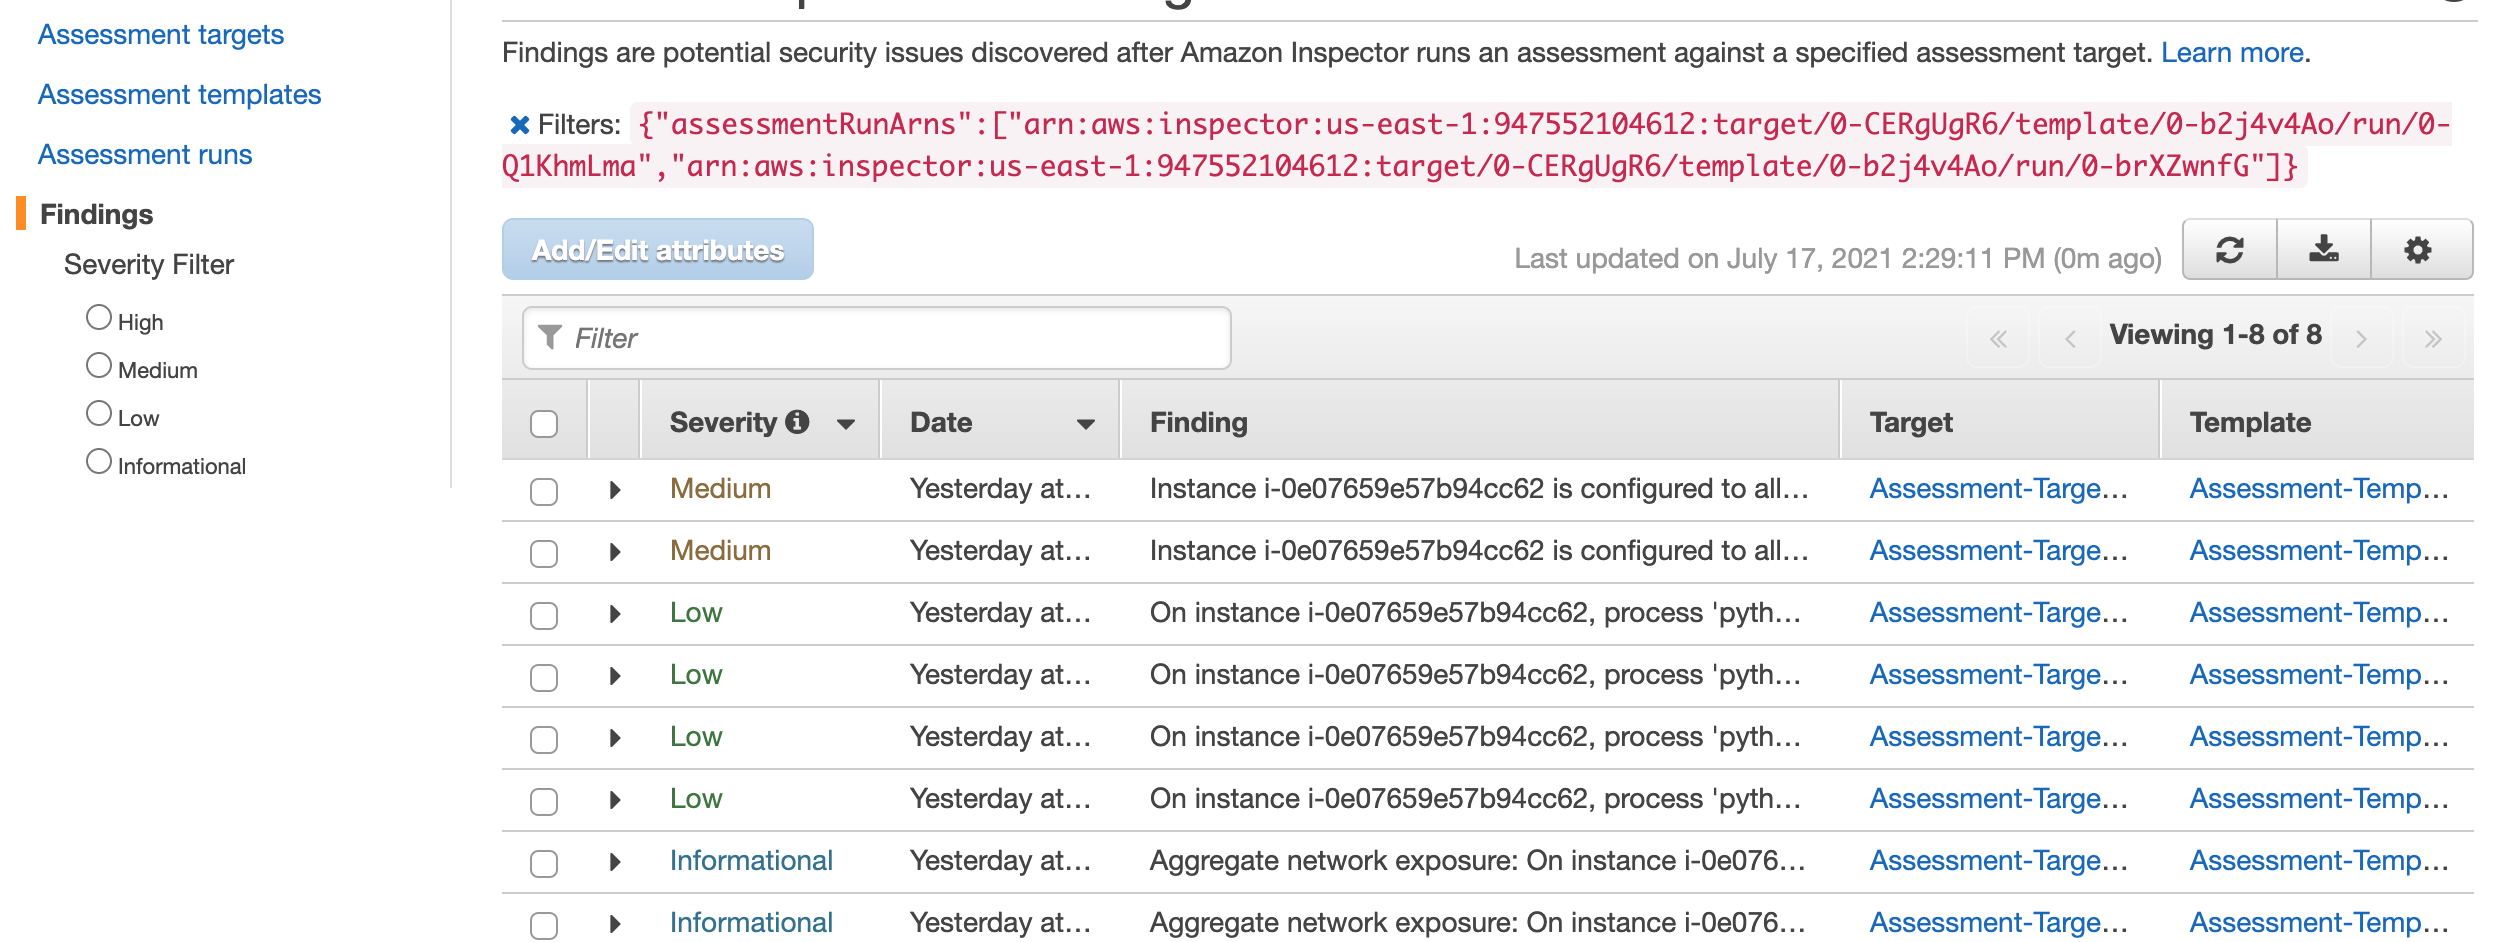 Assessment targets
Assessment templates
Assessment runs
Findings
Severity Filter
High
Medium
Low
Informational
Findings are potential security issues discovered after Amazon Inspector runs an assessment against a specified assessment target. Learn more.
Filters: {"assessmentRunArns":["arn:aws:inspector:us-east-1:947552104612:target/0-CERgUgR6/template/0-b2j4v4Ao/run/0-
Q1KhmLma","arn:aws:inspector:us-east-1:947552104612:target/0-CERgUgR6/template/0-b2j4v4Ao/run/0-brXZwnfG"]}
Add/Edit attributes
Last updated on July 17, 2021 2:29:11 PM (0m ago)
Filter
« ‹ Viewing 1-8 of 8 › »
Severity Date Finding Target Template
Medium Yesterday at... Instance i-0e07659e57b94cc62 is configured to all... Assessment-Targe... Assessment-Temp...
Medium Yesterday at... Instance i-0e07659e57b94cc62 is configured to all... Assessment-Targe... Assessment-Temp...
Low Yesterday at... On instance i-0e07659e57b94cc62, process 'pyth... Assessment-Targe... Assessment-Temp...
Low Yesterday at... On instance i-0e07659e57b94cc62, process 'pyth... Assessment-Targe... Assessment-Temp...
Low Yesterday at... On instance i-0e07659e57b94cc62, process 'pyth... Assessment-Targe... Assessment-Temp...
Low Yesterday at... On instance i-0e07659e57b94cc62, process 'pyth... Assessment-Targe... Assessment-Temp...
Informational Yesterday at... Aggregate network exposure: On instance i-0e076... Assessment-Targe... Assessment-Temp...
Informational Yesterday at... Aggregate network exposure: On instance i-0e076... Assessment-Targe... Assessment-Temp...